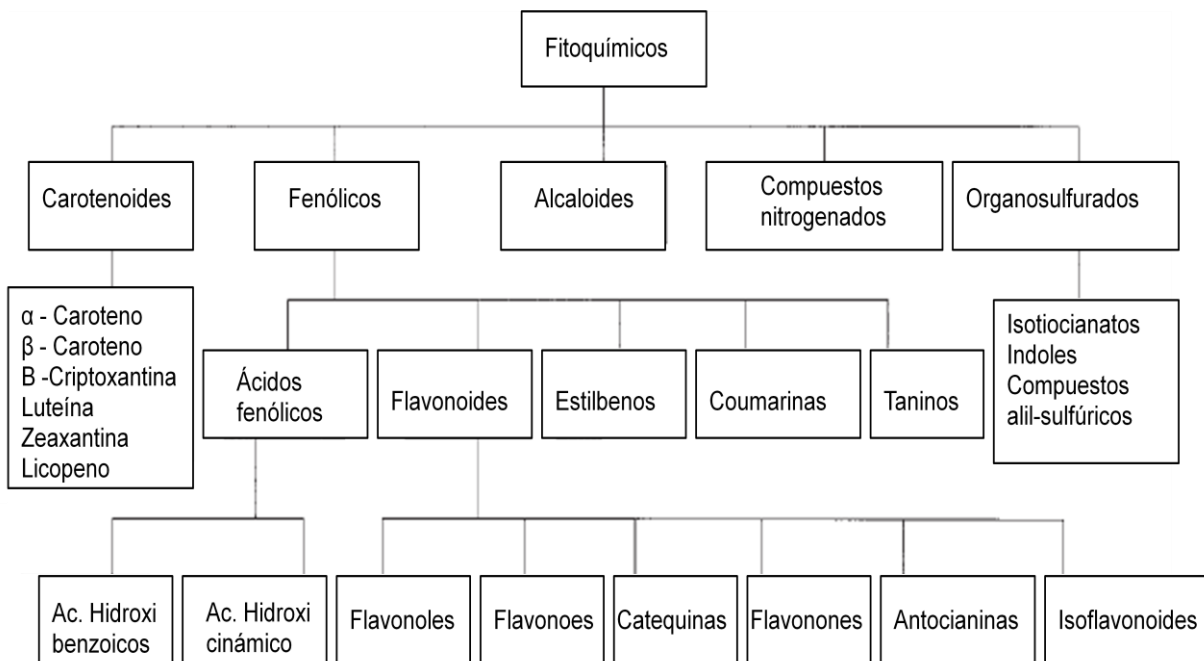 Fitoquímicos
Carotenoides
Fenólicos
Alcaloides
Compuestos
nitrogenados
Organosulfurados
α - Caroteno
β - Caroteno
B -Criptoxantina
Luteína
Zeaxantina
Licopeno
Ácidos
fenólicos
Flavonoides
Estilbenos
Coumarinas
Taninos
Isotiocianatos
Indoles
Compuestos
alil-sulfúricos
Ac. Hidroxi
benzoicos
Ac. Hidroxi
cinámico
Flavonoles
Flavonoes
Catequinas
Flavonones
Antocianinas
Isoflavonoides